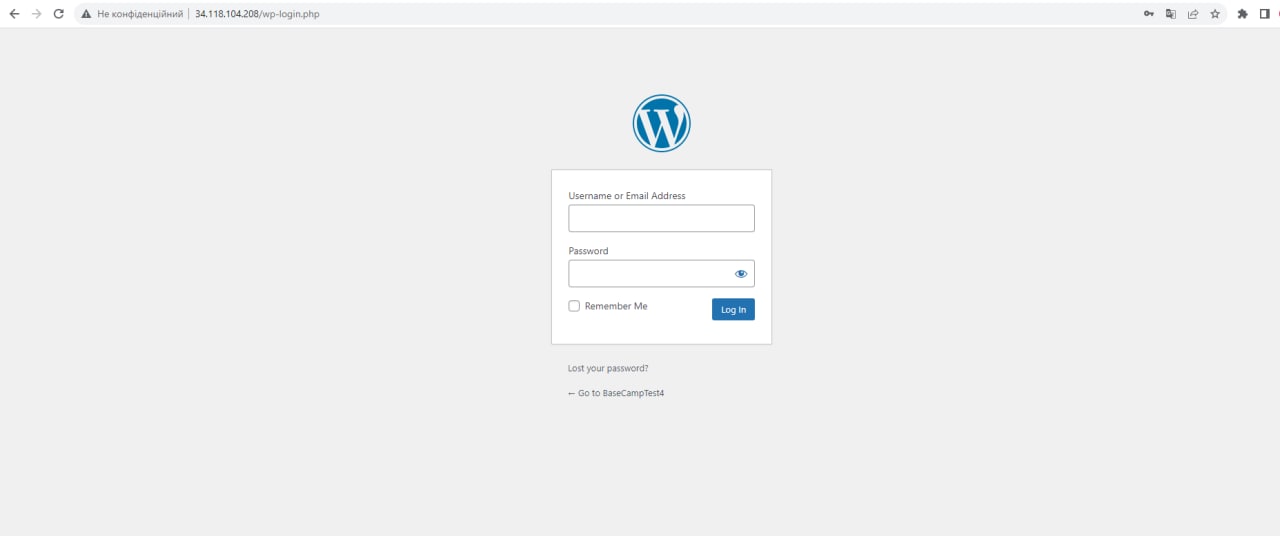 Не конфіденційний 34.118.104.208/wp-login.php
Username or Email Address
Password
Remember Me
Log In
Lost your password?
← Go to BaseCampTest4